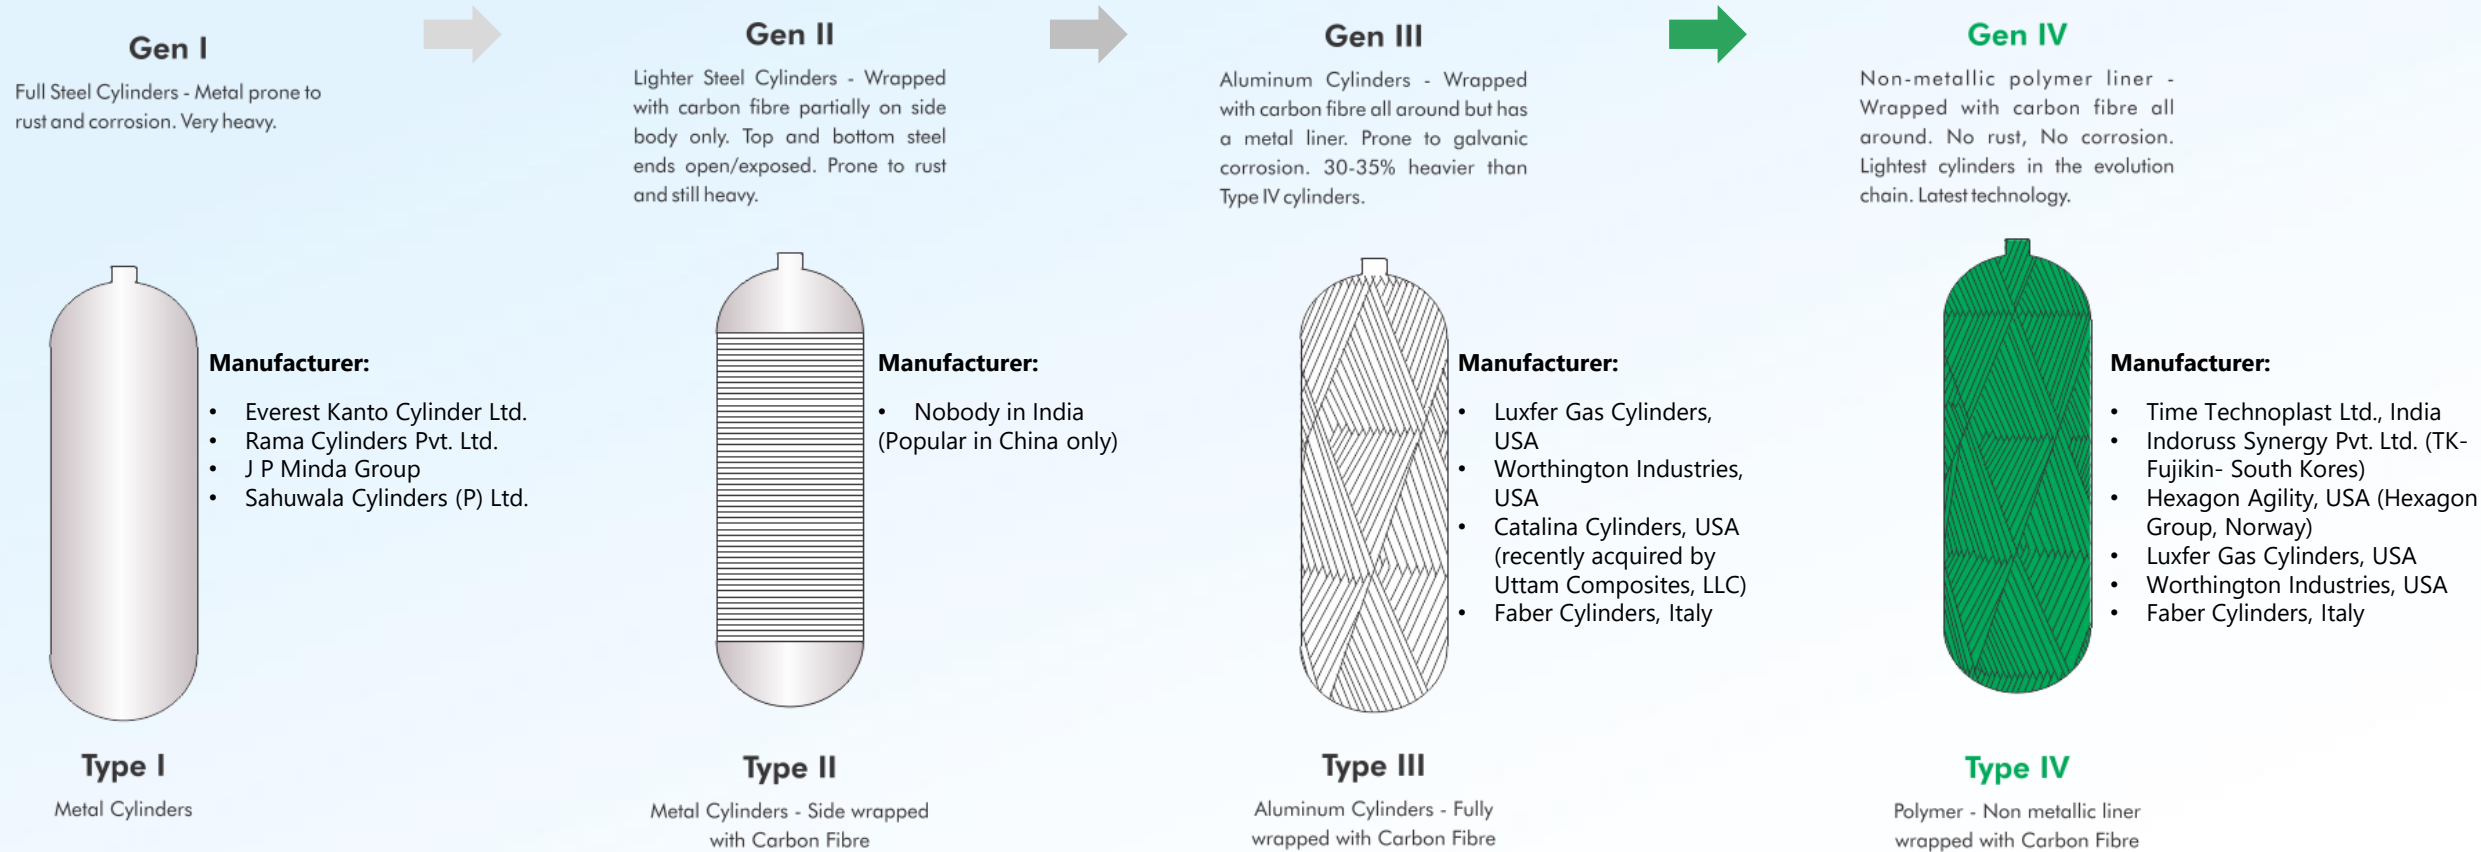 Gen I
Full Steel Cylinders - Metal prone to
rust and corrosion. Very heavy.
Manufacturer:
• Everest Kanto Cylinder Ltd.
• Rama Cylinders Pvt. Ltd.
• J P Minda Group
• Sahuwala Cylinders (P) Ltd.
Type I
Metal Cylinders
Gen II
Lighter Steel Cylinders - Wrapped
with carbon fibre partially on side
body only. Top and bottom steel
ends open/exposed. Prone to rust
and still heavy.
Manufacturer:
• Nobody in India
(Popular in China only)
Type II
Metal Cylinders - Side wrapped
with Carbon Fibre
Gen III
Aluminum Cylinders - Wrapped
with carbon fibre all around but has
a metal liner. Prone to galvanic
corrosion. 30-35% heavier than
Type IV cylinders.
Manufacturer:
• Luxfer Gas Cylinders,
USA
• Worthington Industries,
USA
• Catalina Cylinders, USA
(recently acquired by
Uttam Composites, LLC)
• Faber Cylinders, Italy
Type III
Aluminum Cylinders - Fully
wrapped with Carbon Fibre
Gen IV
Non-metallic polymer liner -
Wrapped with carbon fibre all
around. No rust, No corrosion.
Lightest cylinders in the evolution
chain. Latest technology.
Manufacturer:
• Time Technoplast Ltd., India
• Indoruss Synergy Pvt. Ltd. (TK-
Fujikin- South Kores)
• Hexagon Agility, USA (Hexagon
Group, Norway)
• Luxfer Gas Cylinders, USA
• Worthington Industries, USA
• Faber Cylinders, Italy
Type IV
Polymer - Non metallic liner
wrapped with Carbon Fibre